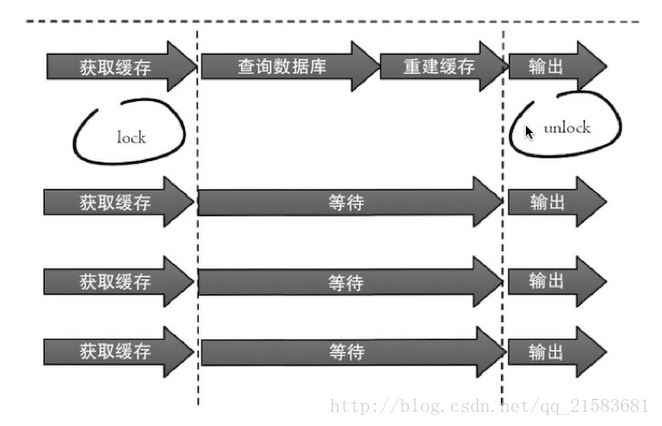 获取缓存 查询数据库 重建缓存 输出
lock unlock
获取缓存 等待 输出
获取缓存 等待 输出
获取缓存 等待 输出
http://blog.csdn.net/qq_21583681